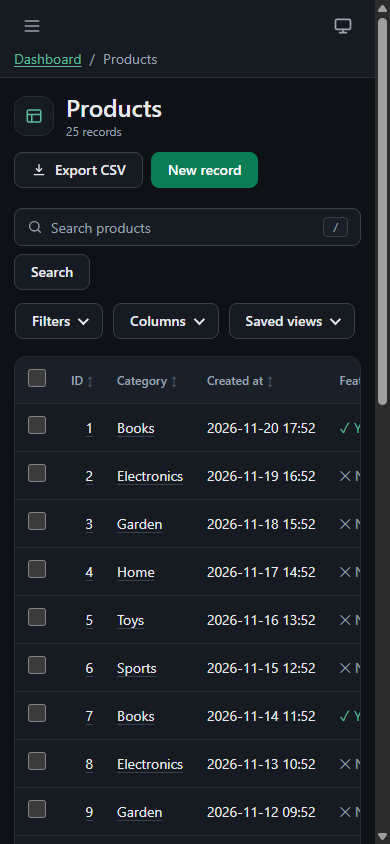 Dashboard / Products
Products
25 records
Export CSV New record
Search products /
Search
Filters Columns Saved views
ID Category Created at Feat
1 Books 2026-11-20 17:52 Y
2 Electronics 2026-11-19 16:52 N
3 Garden 2026-11-18 15:52 N
4 Home 2026-11-17 14:52 N
5 Toys 2026-11-16 13:52 N
6 Sports 2026-11-15 12:52 N
7 Books 2026-11-14 11:52 Y
8 Electronics 2026-11-13 10:52 N
9 Garden 2026-11-12 09:52 N